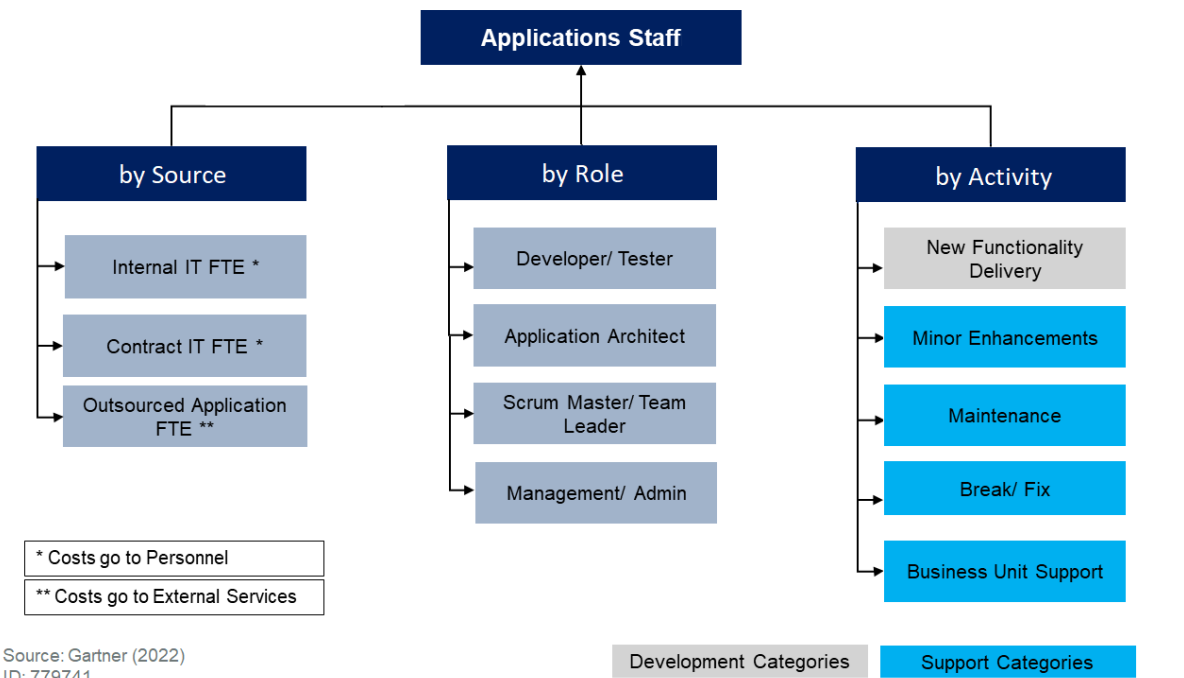 Applications Staff
by Source
Internal IT FTE *
Contract IT FTE *
Outsourced Application
FTE **
by Role
Developer/ Tester
Application Architect
Scrum Master/ Team
Leader
Management/ Admin
by Activity
New Functionality
Delivery
Minor Enhancements
Maintenance
Break/ Fix
Business Unit Support
* Costs go to Personnel
** Costs go to External Services
Source: Gartner (2022)
ID: 779741
Development Categories
Support Categories